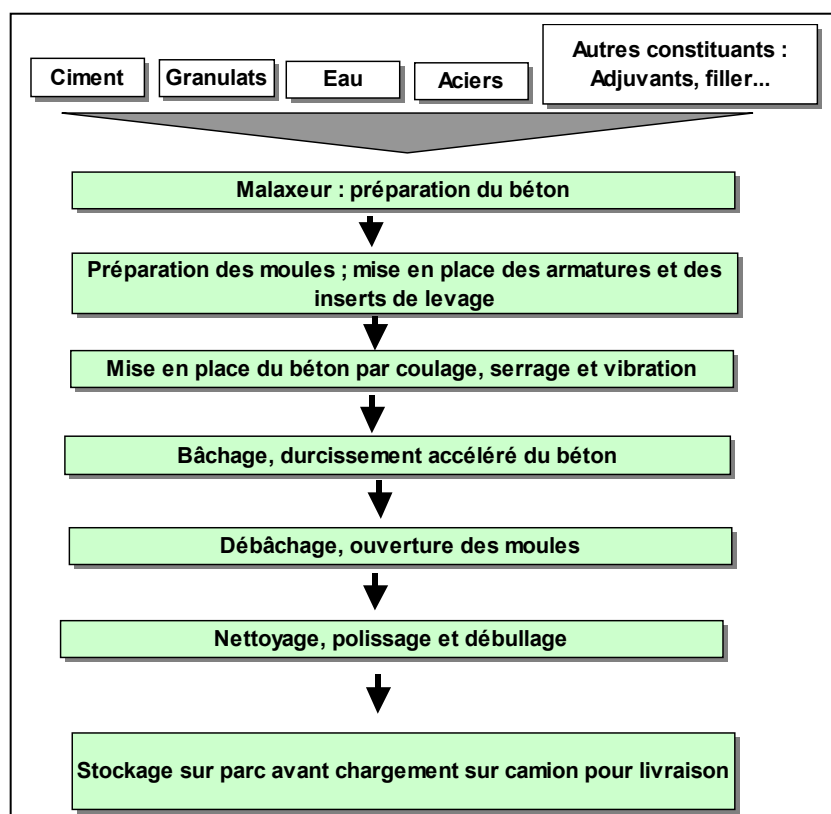 Ciment
Granulats
Eau
Aciers
Autres constituants :
Adjuvants, filler...
Malaxeur : préparation du béton
Préparation des moules ; mise en place des armatures et des
inserts de levage
Mise en place du béton par coulage, serrage et vibration
Bâchage, durcissement accéléré du béton
Débâchage, ouverture des moules
Nettoyage, polissage et débullage
Stockage sur parc avant chargement sur camion pour livraison